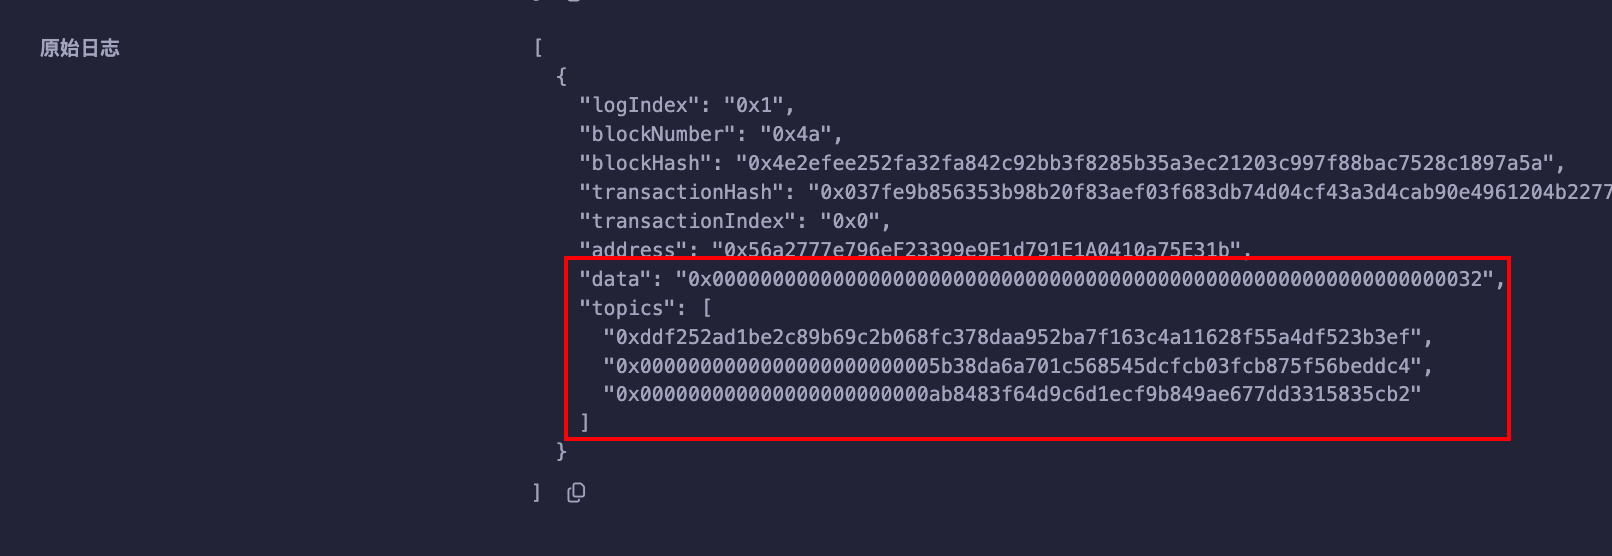 原始日志
[
{
"logIndex": "0x1",
"blockNumber": "0x4a",
"blockHash": "0x4e2efee252fa32fa842c92bb3f8285b35a3ec21203c997f88bac7528c1897a5a",
"transactionHash": "0x037fe9b856353b98b20f83aef03f683db74d04cf43a3d4cab90e4961204b2277
"transactionIndex": "0x0",
"address": "0x56a2777e796eF23399e9E1d791E1A0410a75E31b",
"data": "0x0000000000000000000000000000000000000000000000000000000000000032",
"topics": [
"0xddf252ad1be2c89b69c2b068fc378daa952ba7f163c4a11628f55a4df523b3ef",
"0x0000000000000000000000005b38da6a701c568545dcfcb03fcb875f56beddc4",
"0x000000000000000000000000ab8483f64d9c6d1ecf9b849ae677dd3315835cb2"
]
}
]